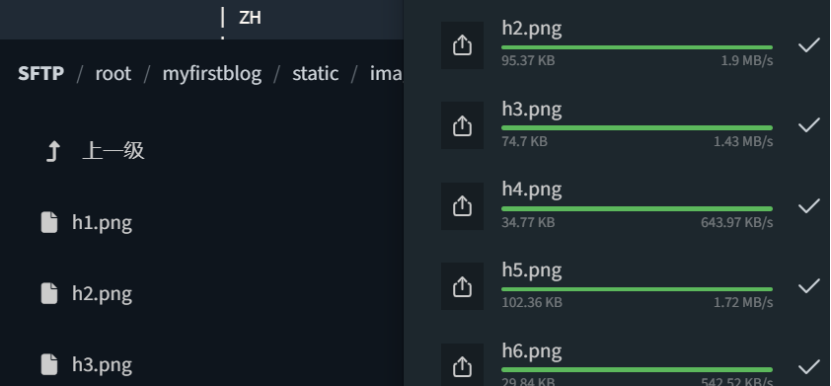 ZH
SFTP / root / myfirstblog / static / ima
上一级
h1.png
h2.png
h3.png
h2.png
95.37 KB 1.9 MB/s
h3.png
74.7 KB 1.43 MB/s
h4.png
34.77 KB 643.97 KB/s
h5.png
102.36 KB 1.72 MB/s
h6.png
29.84 KB 542.52 KB/s